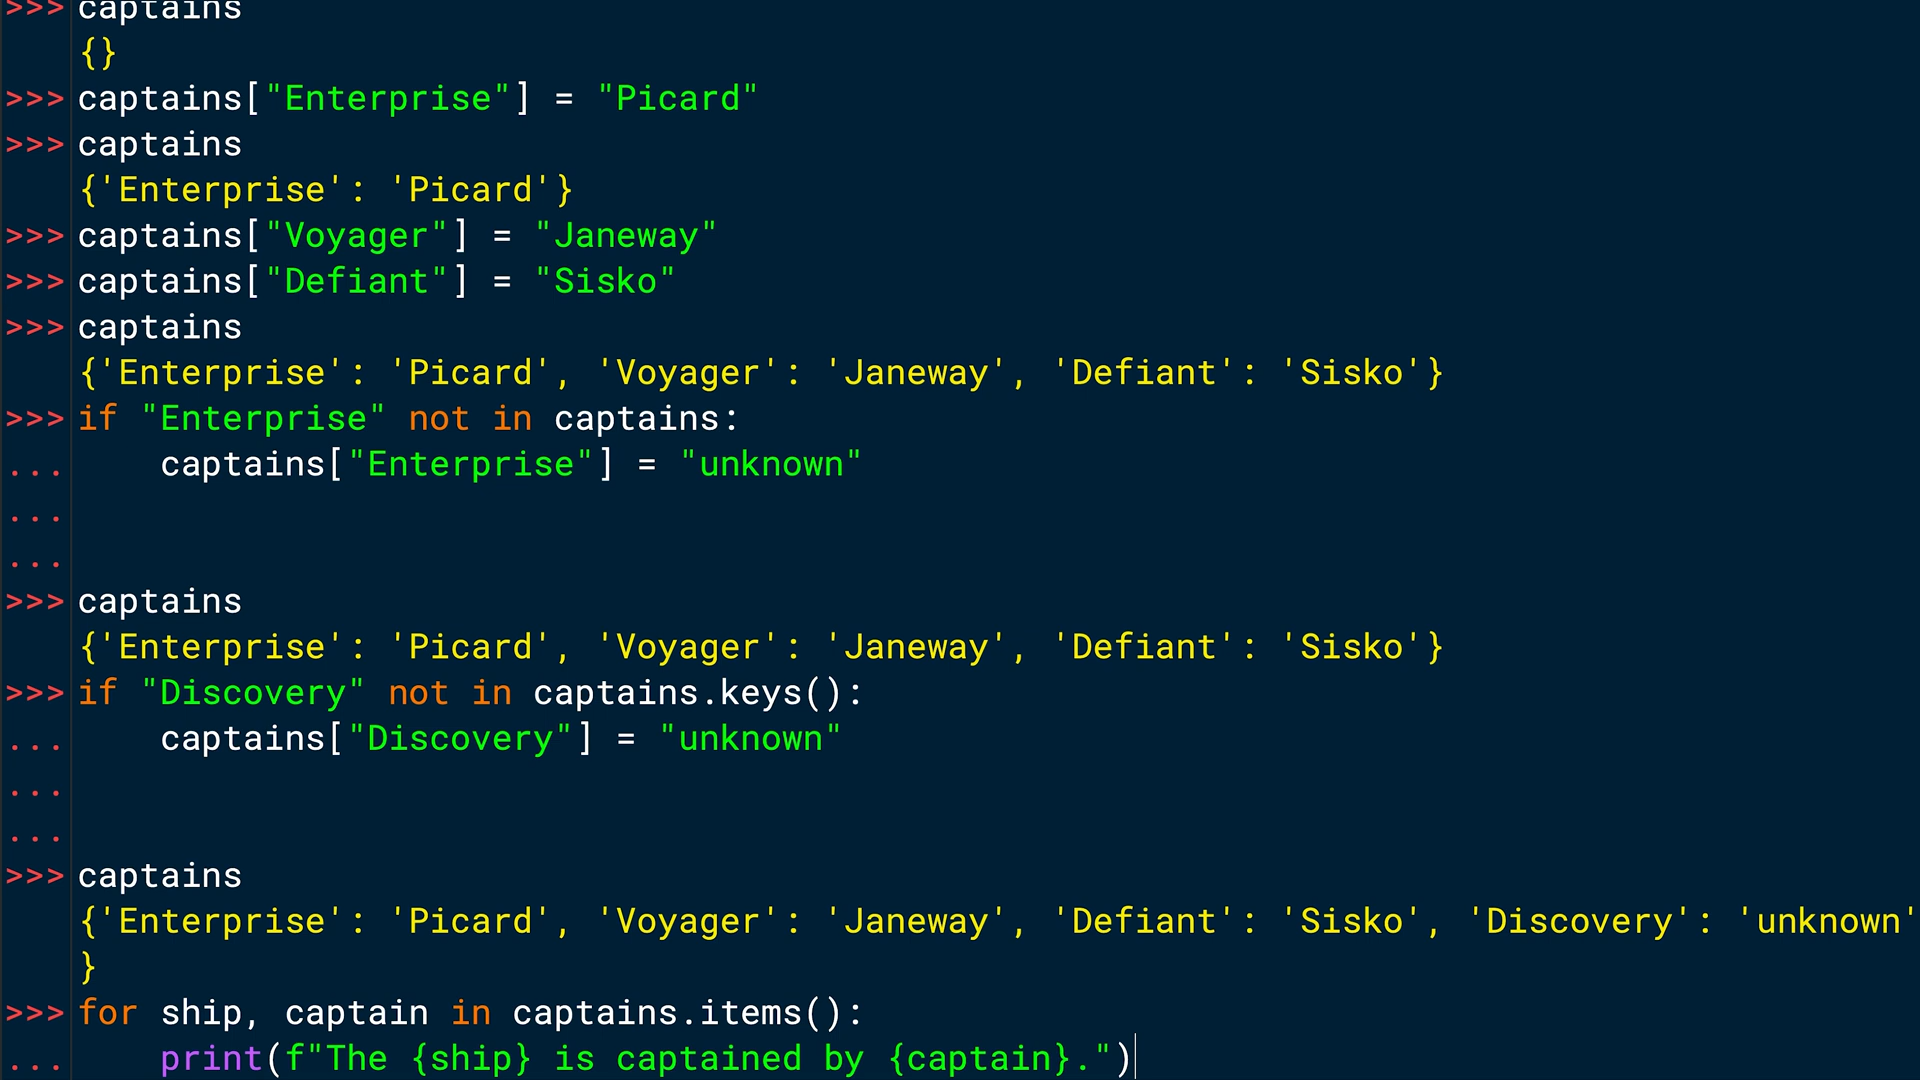 >>> captains
{}
>>> captains["Enterprise"] = "Picard"
>>> captains
{'Enterprise': 'Picard'}
>>> captains["Voyager"] = "Janeway"
>>> captains["Defiant"] = "Sisko"
>>> captains
{'Enterprise': 'Picard', 'Voyager': 'Janeway', 'Defiant': 'Sisko'}
>>> if "Enterprise" not in captains:
...     captains["Enterprise"] = "unknown"
...
...
>>> captains
{'Enterprise': 'Picard', 'Voyager': 'Janeway', 'Defiant': 'Sisko'}
>>> if "Discovery" not in captains.keys():
...     captains["Discovery"] = "unknown"
...
...
>>> captains
{'Enterprise': 'Picard', 'Voyager': 'Janeway', 'Defiant': 'Sisko', 'Discovery': 'unknown'
}
>>> for ship, captain in captains.items():
...     print(f"The {ship} is captained by {captain}.")